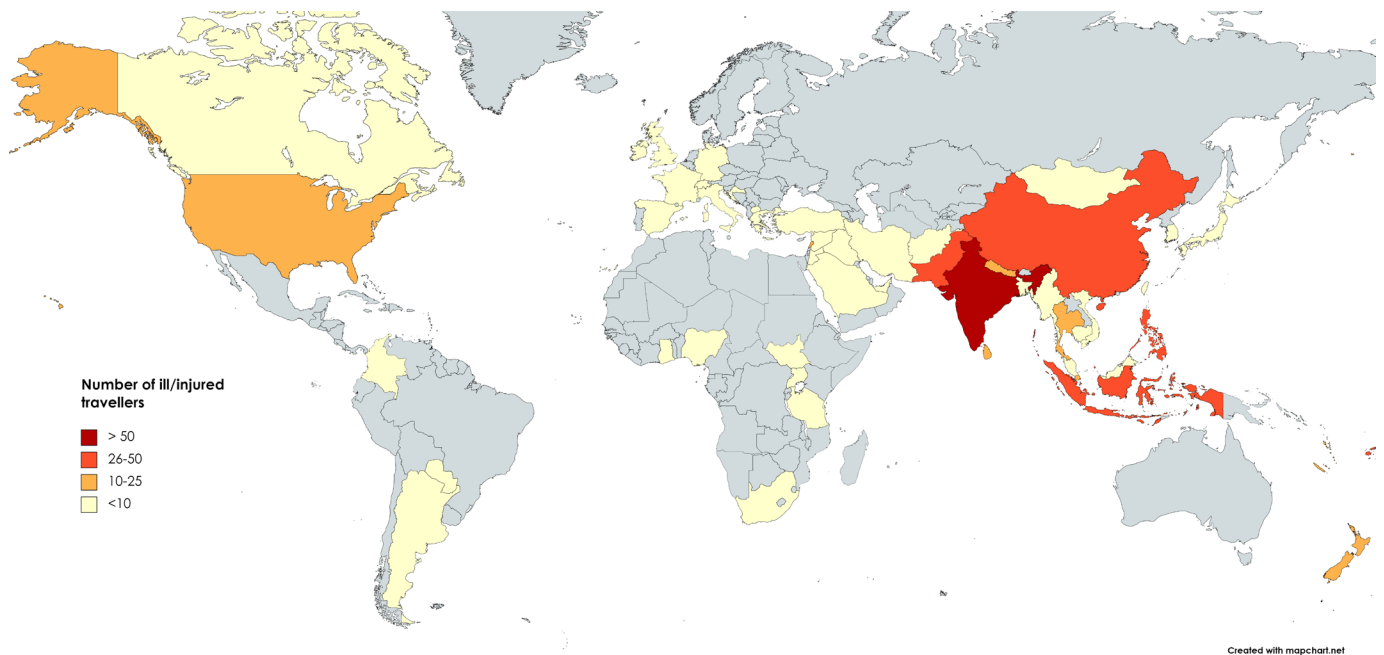 Number of ill/injured
travellers
> 50
26-50
10-25
<10
Created with mapchart.net